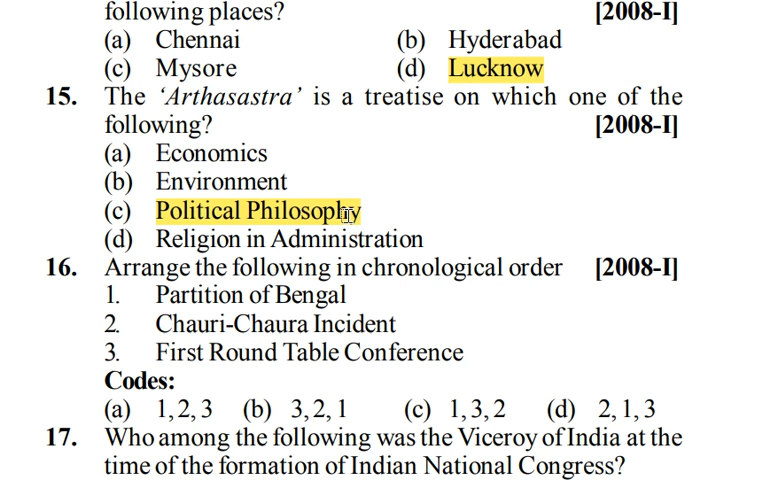 following places? [2008-I]
(a) Chennai (b) Hyderabad
(c) Mysore (d) Lucknow
15. The ‘Arthasastra’ is a treatise on which one of the
following? [2008-I]
(a) Economics
(b) Environment
(c) Political Philosophy
(d) Religion in Administration
16. Arrange the following in chronological order [2008-I]
1. Partition of Bengal
2. Chauri-Chaura Incident
3. First Round Table Conference
Codes:
(a) 1, 2, 3 (b) 3, 2, 1 (c) 1, 3, 2 (d) 2, 1, 3
17. Who among the following was the Viceroy of India at the
time of the formation of Indian National Congress?